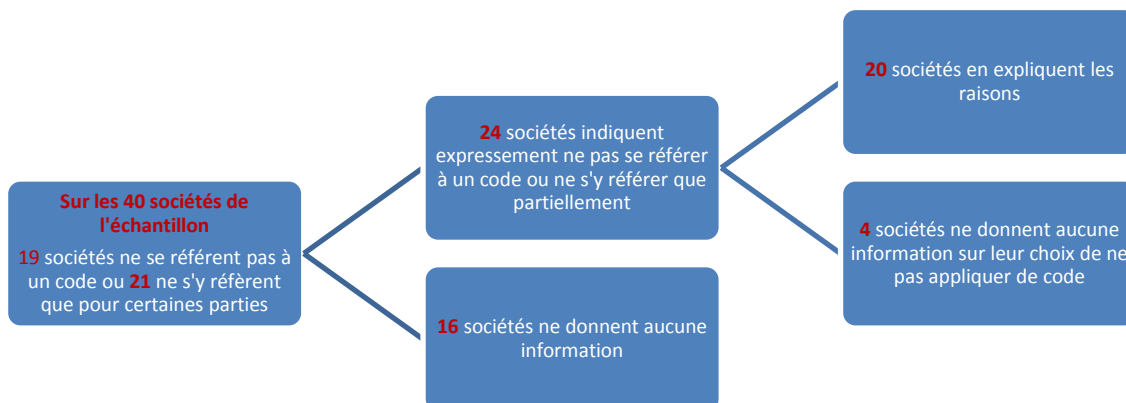 Sur les 40 sociétés de
l'échantillon
19 sociétés ne se référent pas à
un code ou 21 ne s'y réfèrent
que pour certaines parties
24 sociétés indiquent
expressement ne pas se référer
à un code ou ne s'y référer que
partiellement
16 sociétés ne donnent aucune
information
20 sociétés en expliquent les
raisons
4 sociétés ne donnent aucune
information sur leur choix de ne
pas appliquer de code